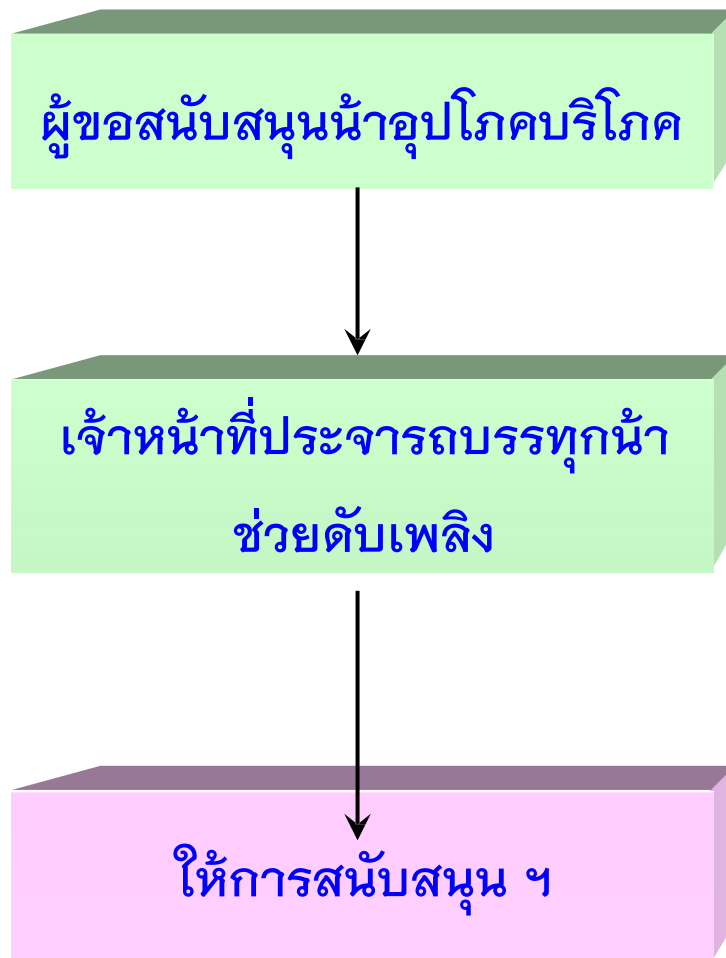 ผู้ขอสนับสนุนน้าอุปโภคบริโภค
เจ้าหน้าที่ประจารถบรรทุกน้า
ช่วยดับเพลิง
ให้การสนับสนุน ฯ